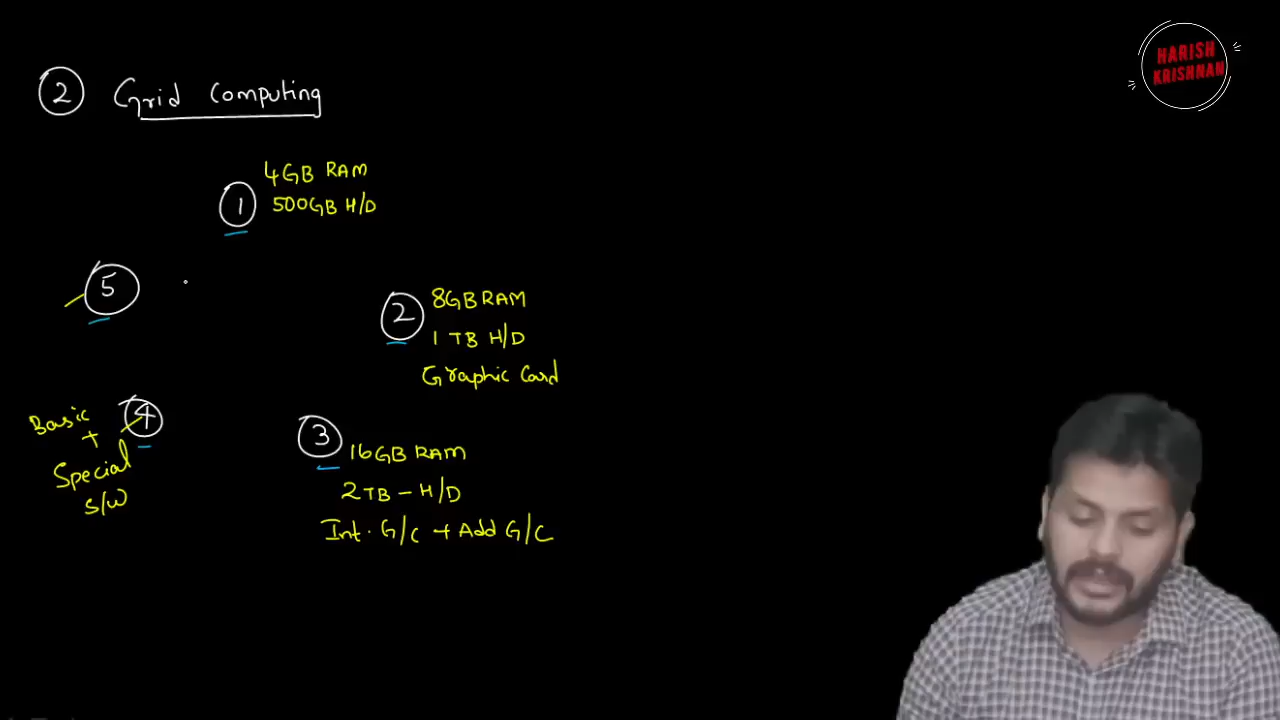 HARISH
KRISHNAN
2 Grid Computing
1
4GB RAM
500GB H/D
5
2
8GB RAM
1 TB H/D
Graphic Card
4
Basic
+
Special
S/W
3
16GB RAM
2TB - H/D
Int. G/C + Add G/C